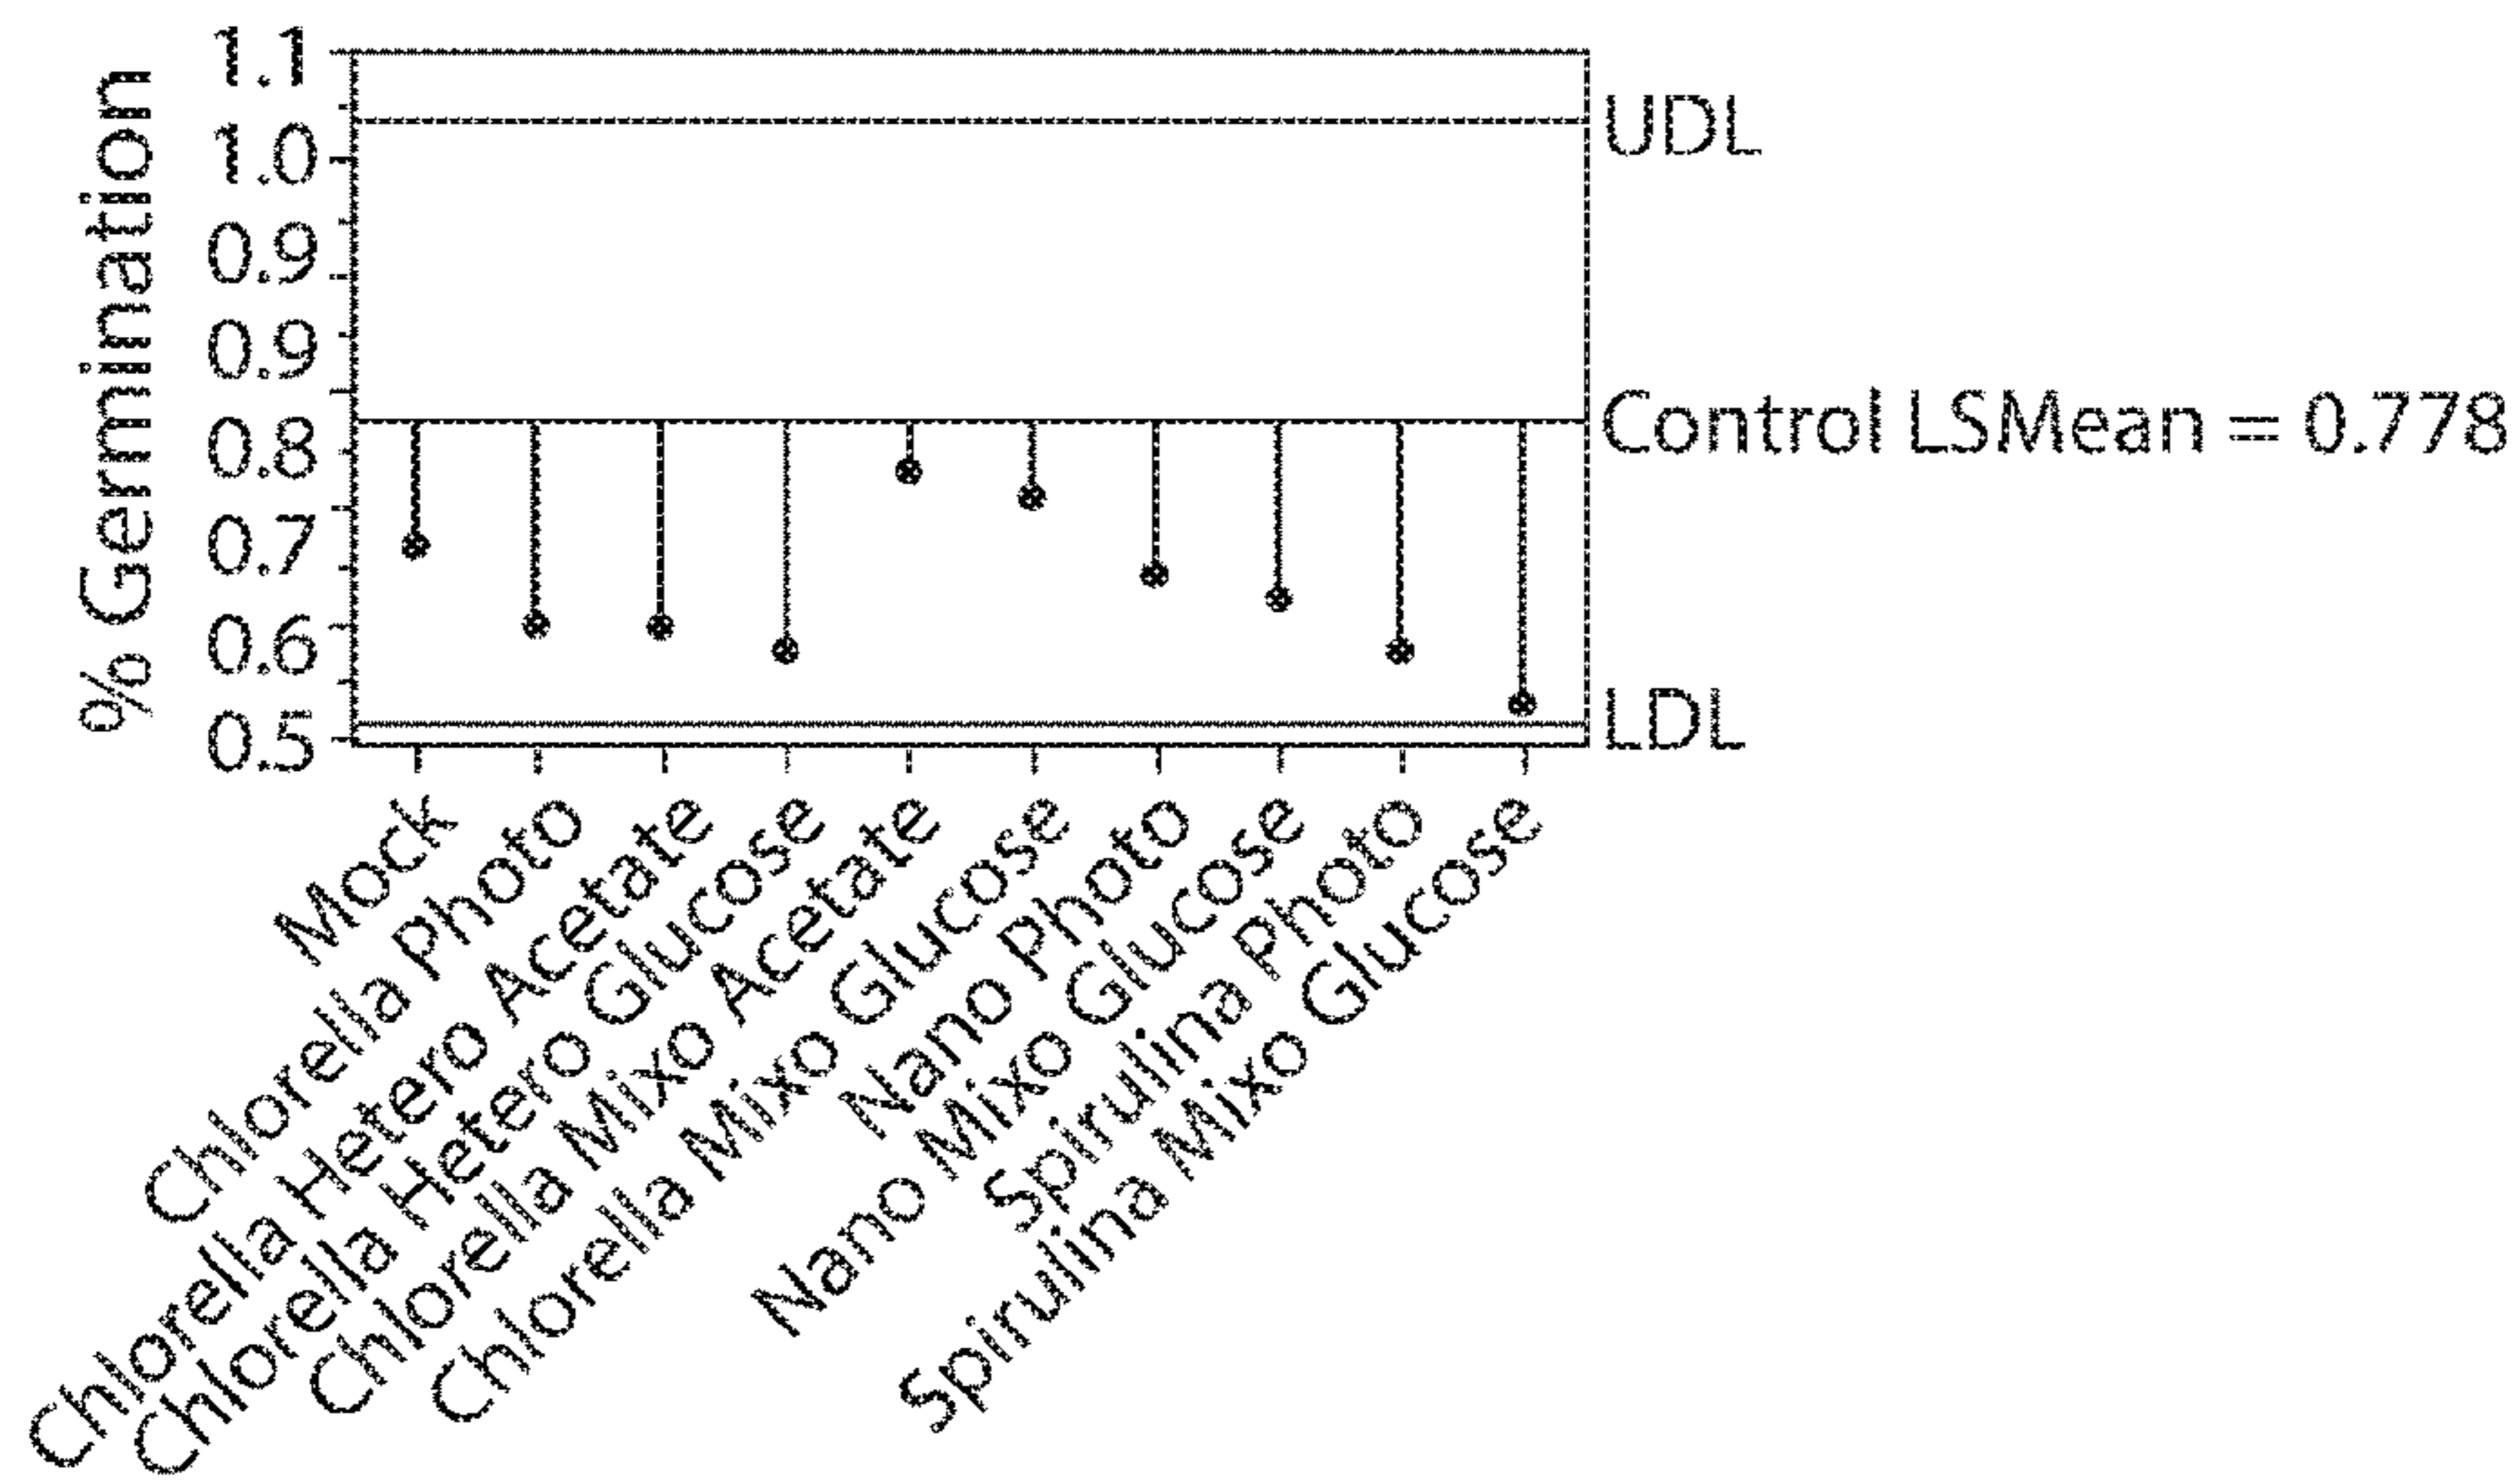 % Germination
1.1
1.0
0.9
0.9
0.8
0.7
0.6
0.5
UDL
Control LSMean = 0.778
LDL
Mock
Chlorella Photo
Chlorella Hetero Acetate
Chlorella Hetero Glucose
Chlorella Mixo Acetate
Chlorella Mixo Glucose
Nano Photo
Nano Mixo Glucose
Spirulina Photo
Spirulina Mixo Glucose